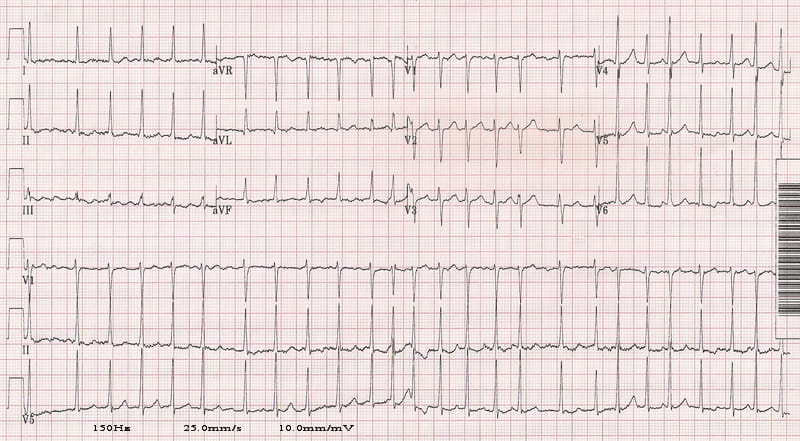 I aVR V1 V4
II aVL V2 V5
III aVF V3 V6
V1
II
V5
150Hz 25.0mm/s 10.0mm/mV